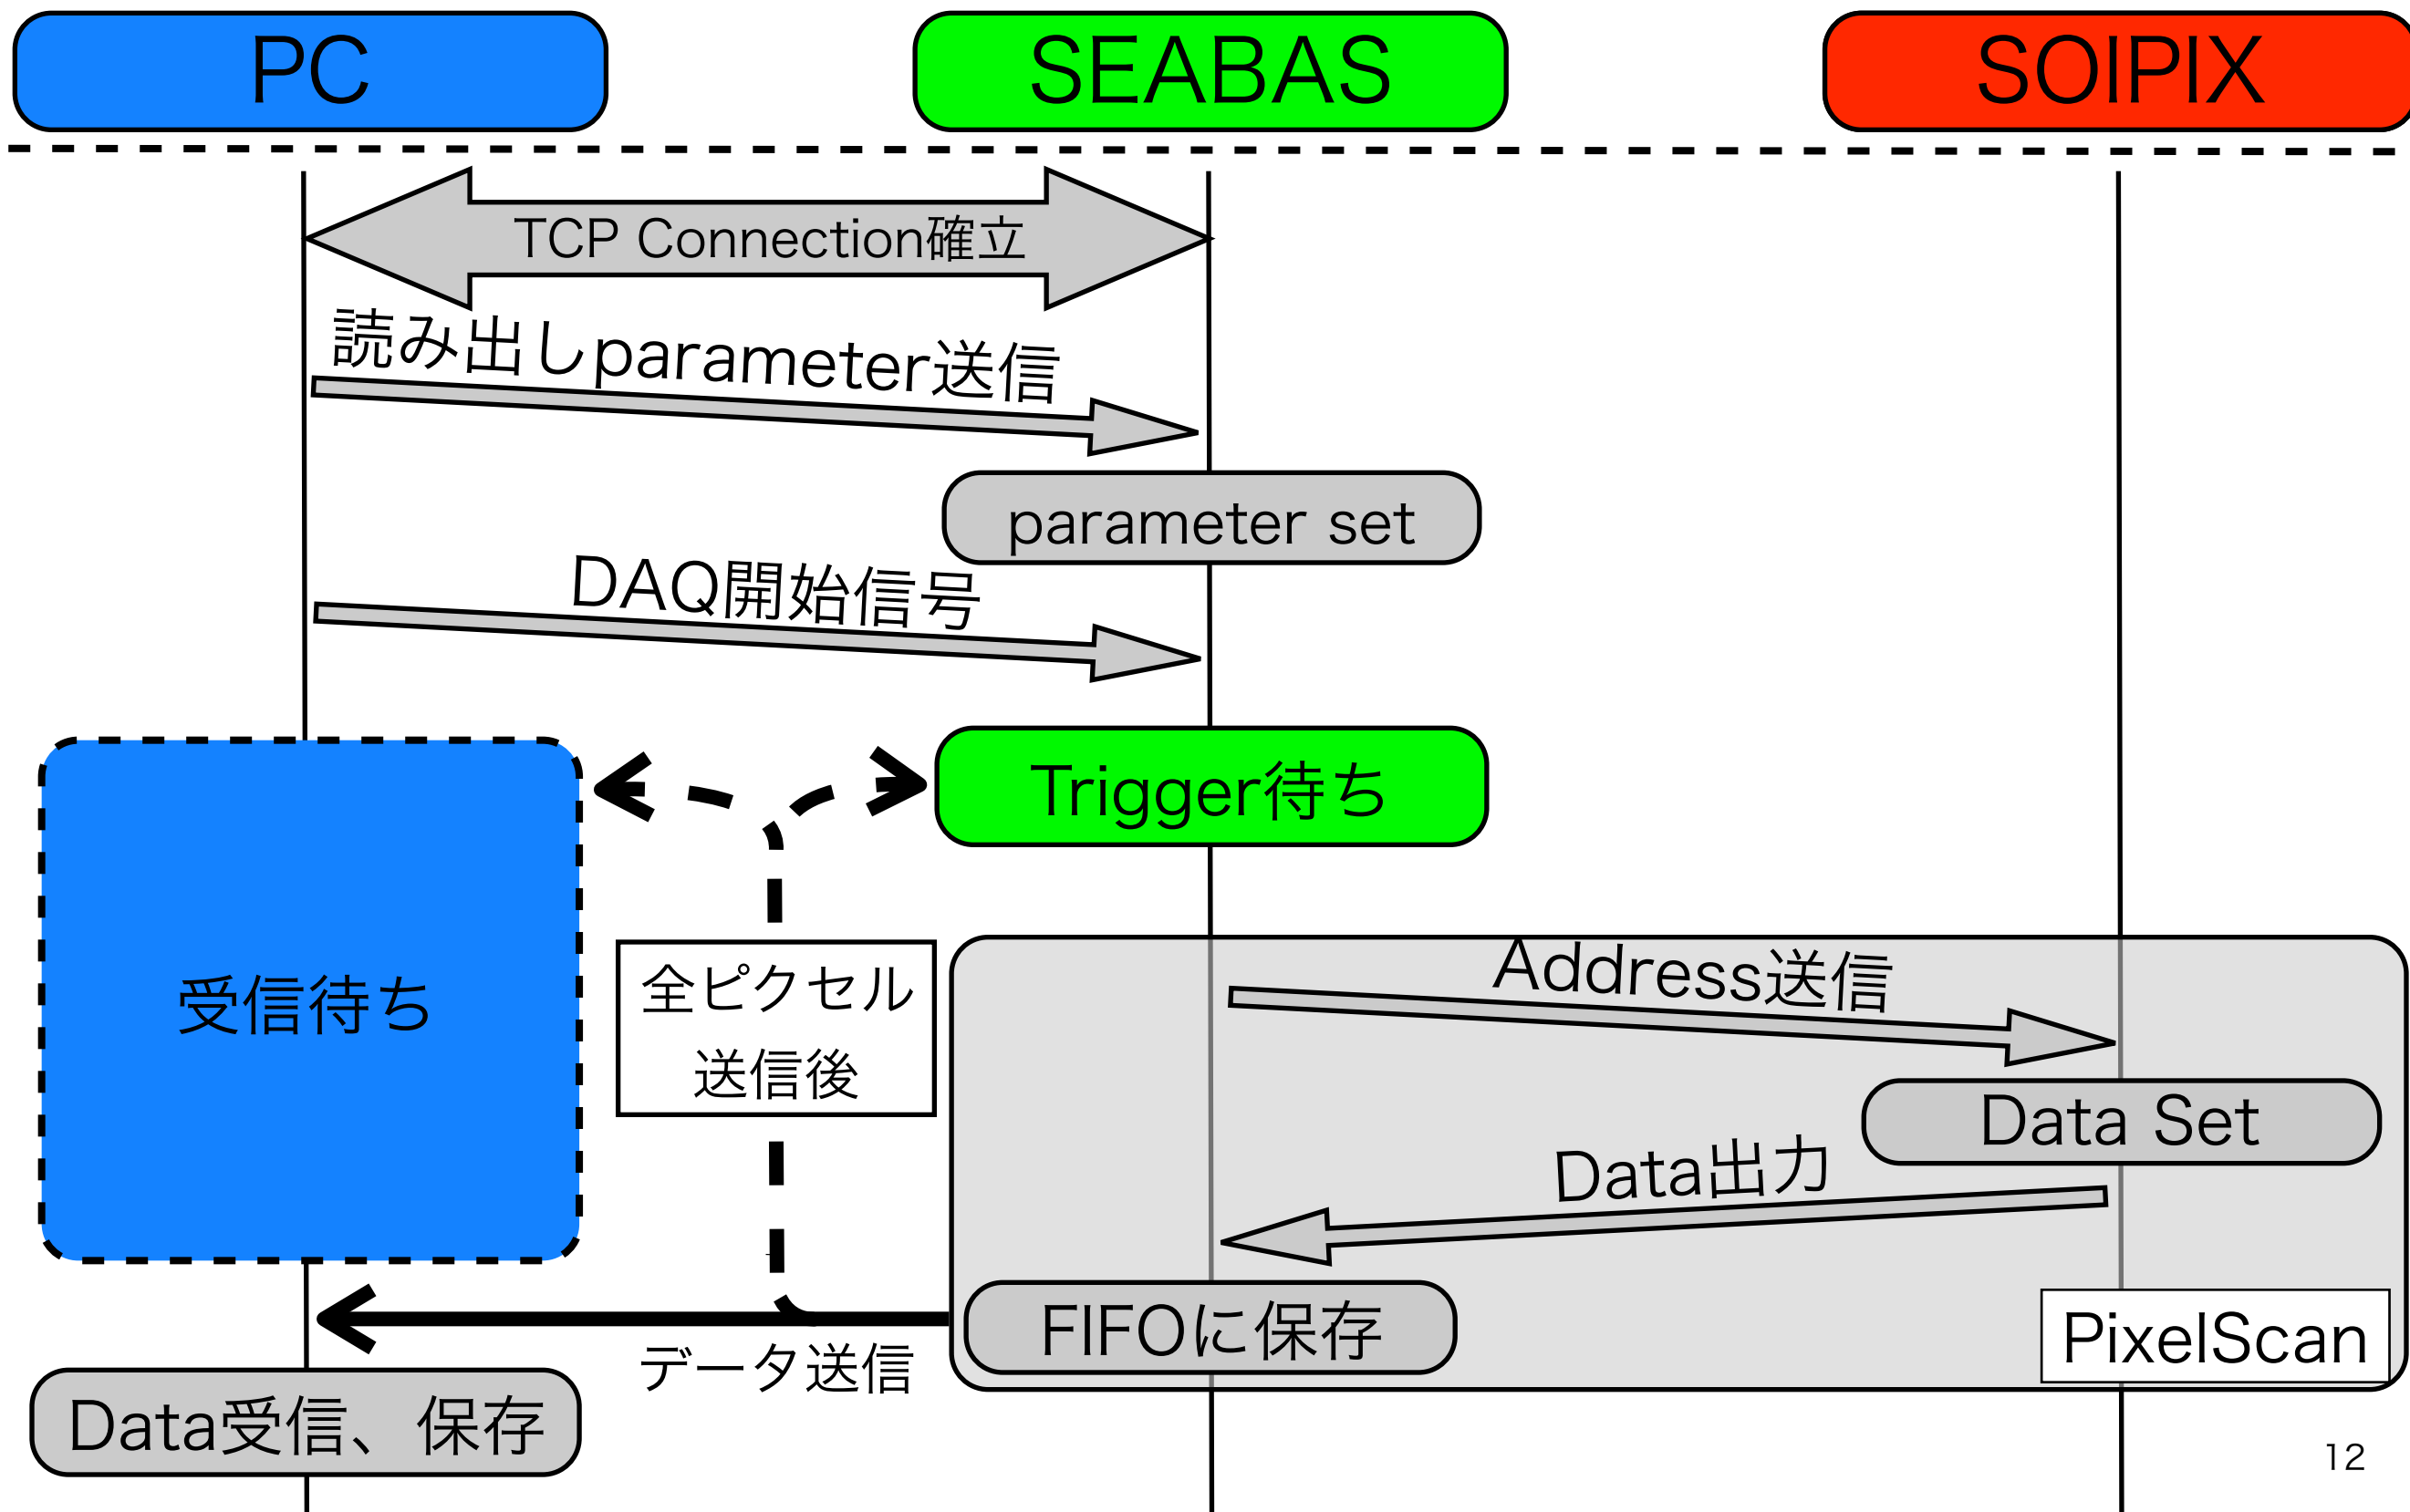 PC
SEABAS
SOIPIX
TCP Connection確立
読み出しparameter送信
parameter set
DAQ開始信号
Trigger待ち
受信待ち
全ピクセル
送信後
Address送信
Data Set
Data出力
FIFOに保存
PixelScan
データ送信
Data受信、保存
12